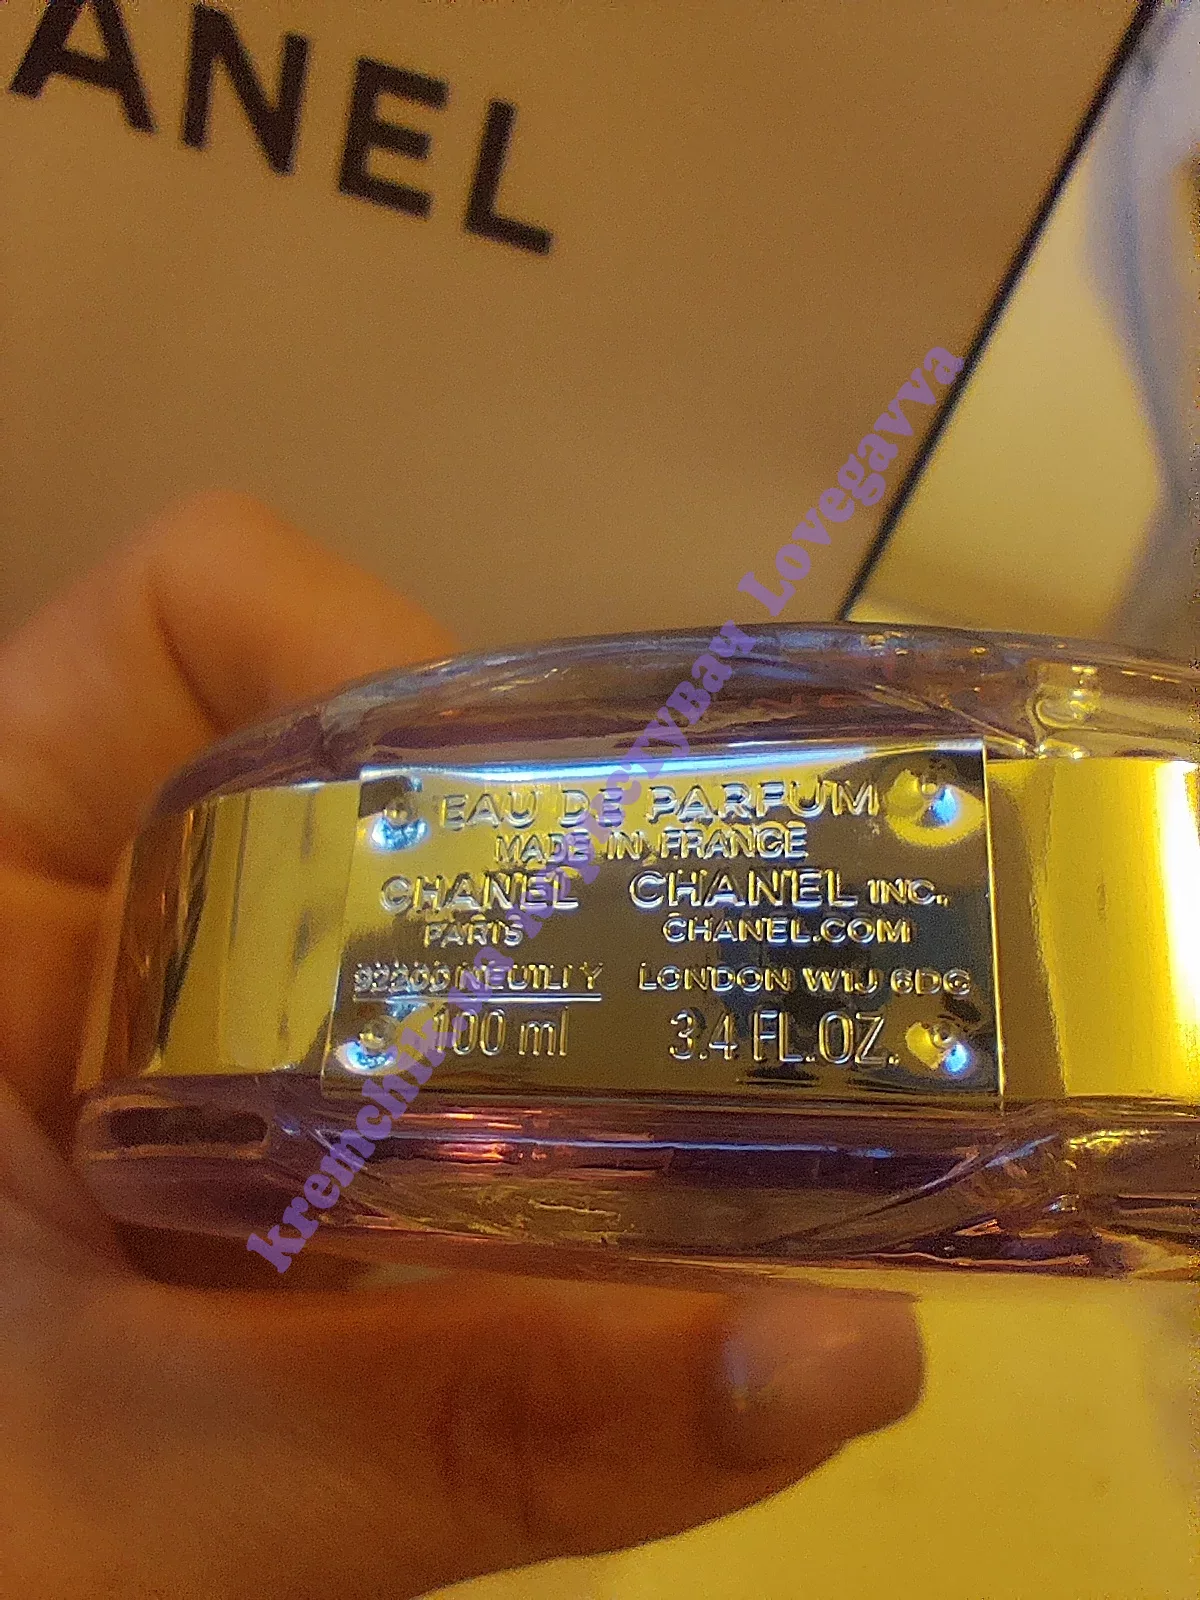 ANEL
EAU DE PARFUM
MADE IN FRANCE
CHANEL CHANEL INC.
PARIS CHANEL.COM
NEUILLY LONDON W1J 6DG
100 ml 3.4 FL.OZ.
Lovegavva